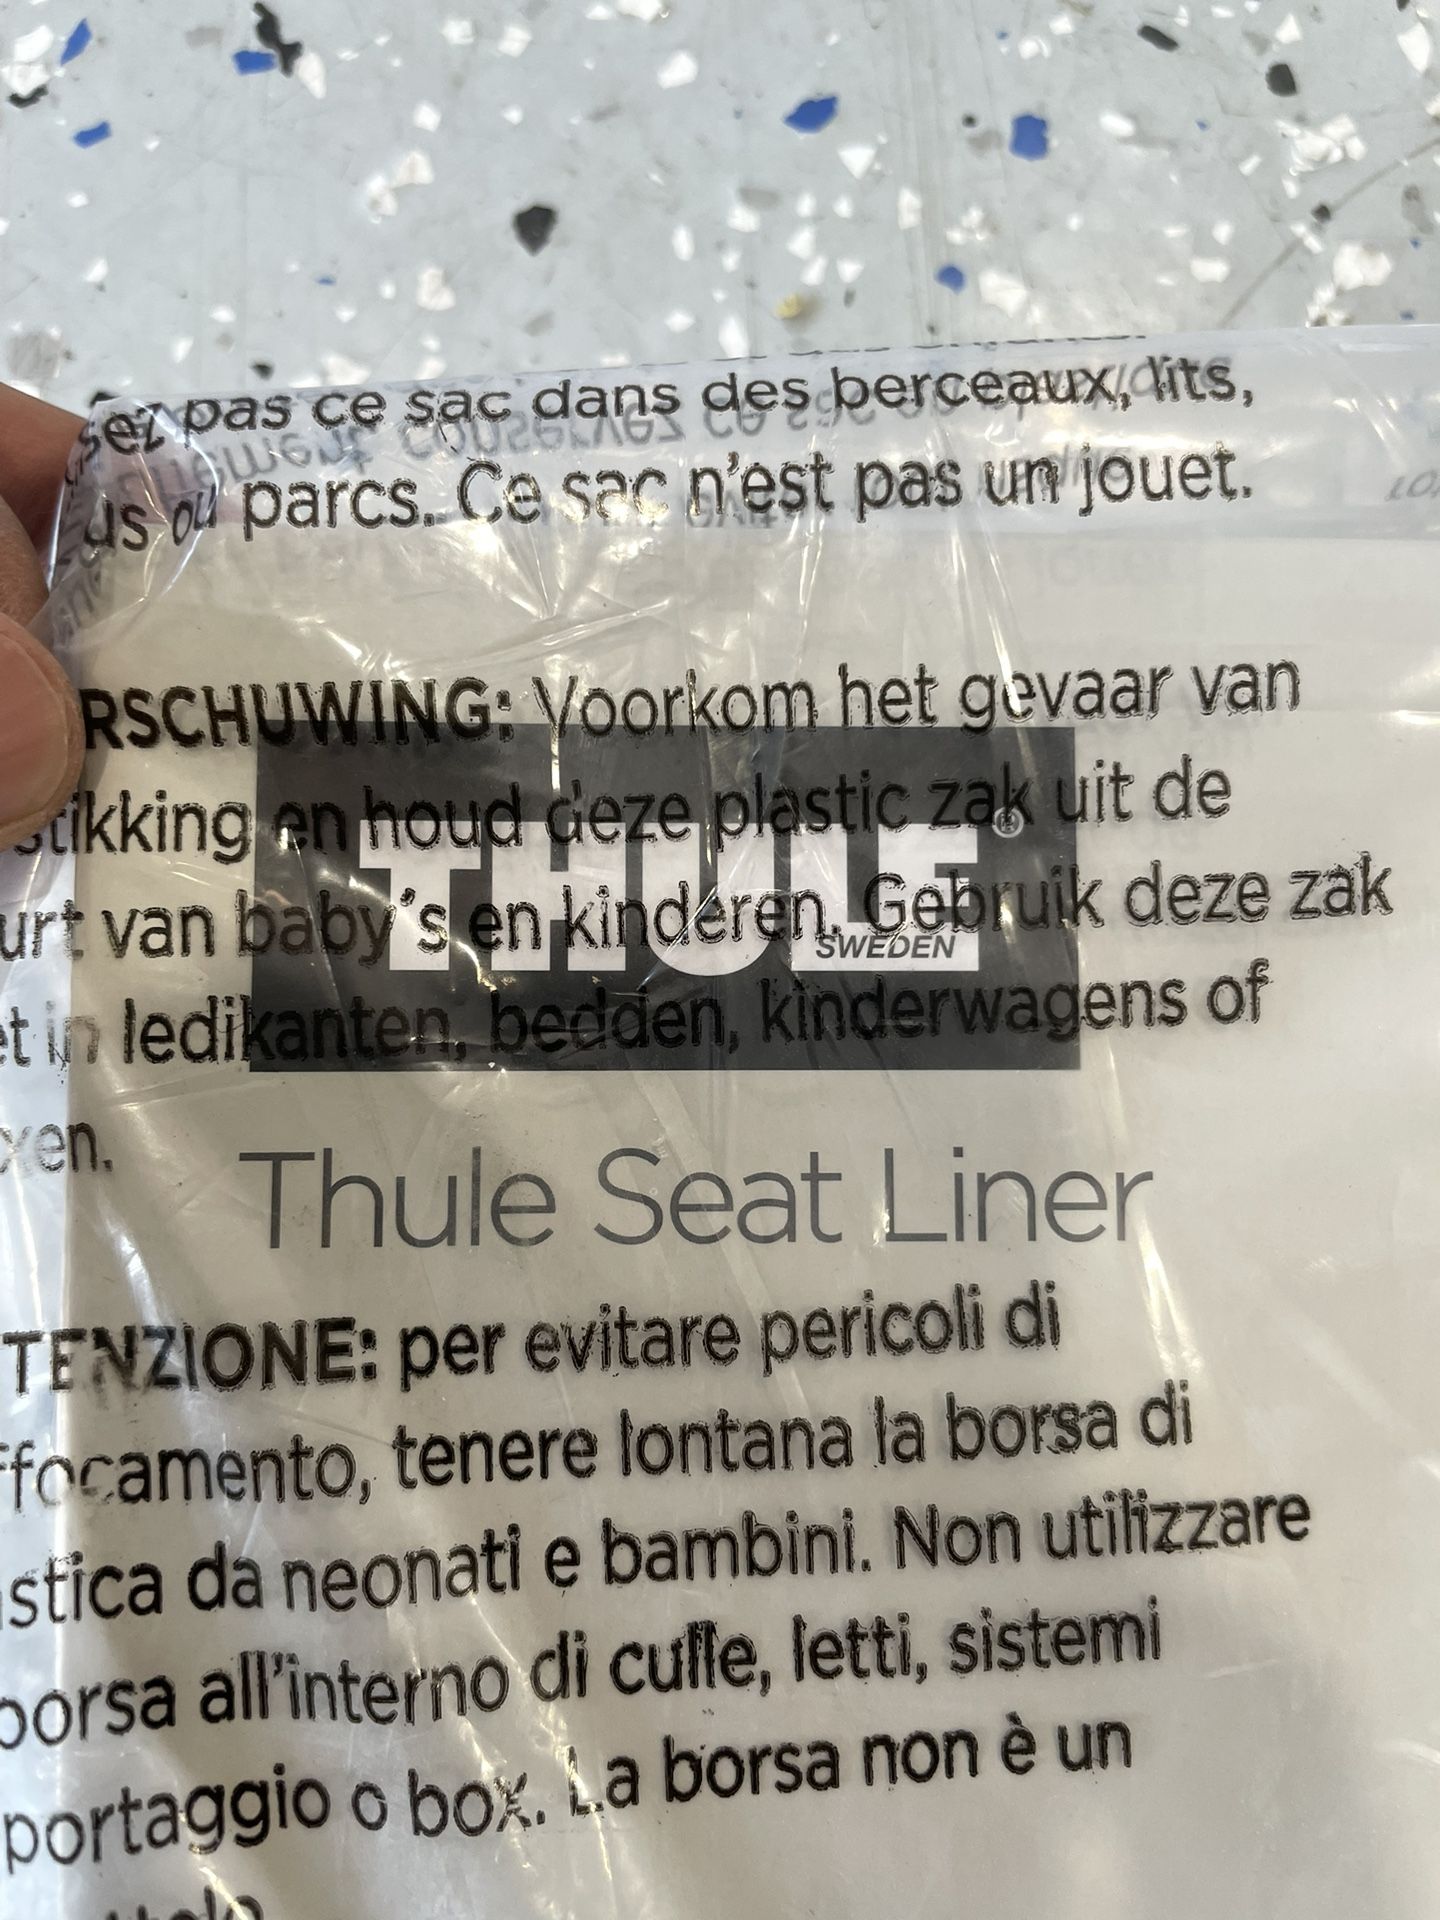 pas ce sac dans des berceaux, lits,
ou parcs. Ce sac n'est pas un jouet.
RSCHUWING: Voorkom het gevaar van
stikking en houd deze plastic zak uit de
urt van baby's en kinderen. Gebruik deze zak
et in ledikanten, bedden, kinderwagens of
xen.
THULE®
SWEDEN
Thule Seat Liner
TENZIONE: per evitare pericoli di
ffocamento, tenere lontana la borsa di
stica da neonati e bambini. Non utilizzare
borsa all'interno di culle, letti, sistemi
portaggio o box. La borsa non è un